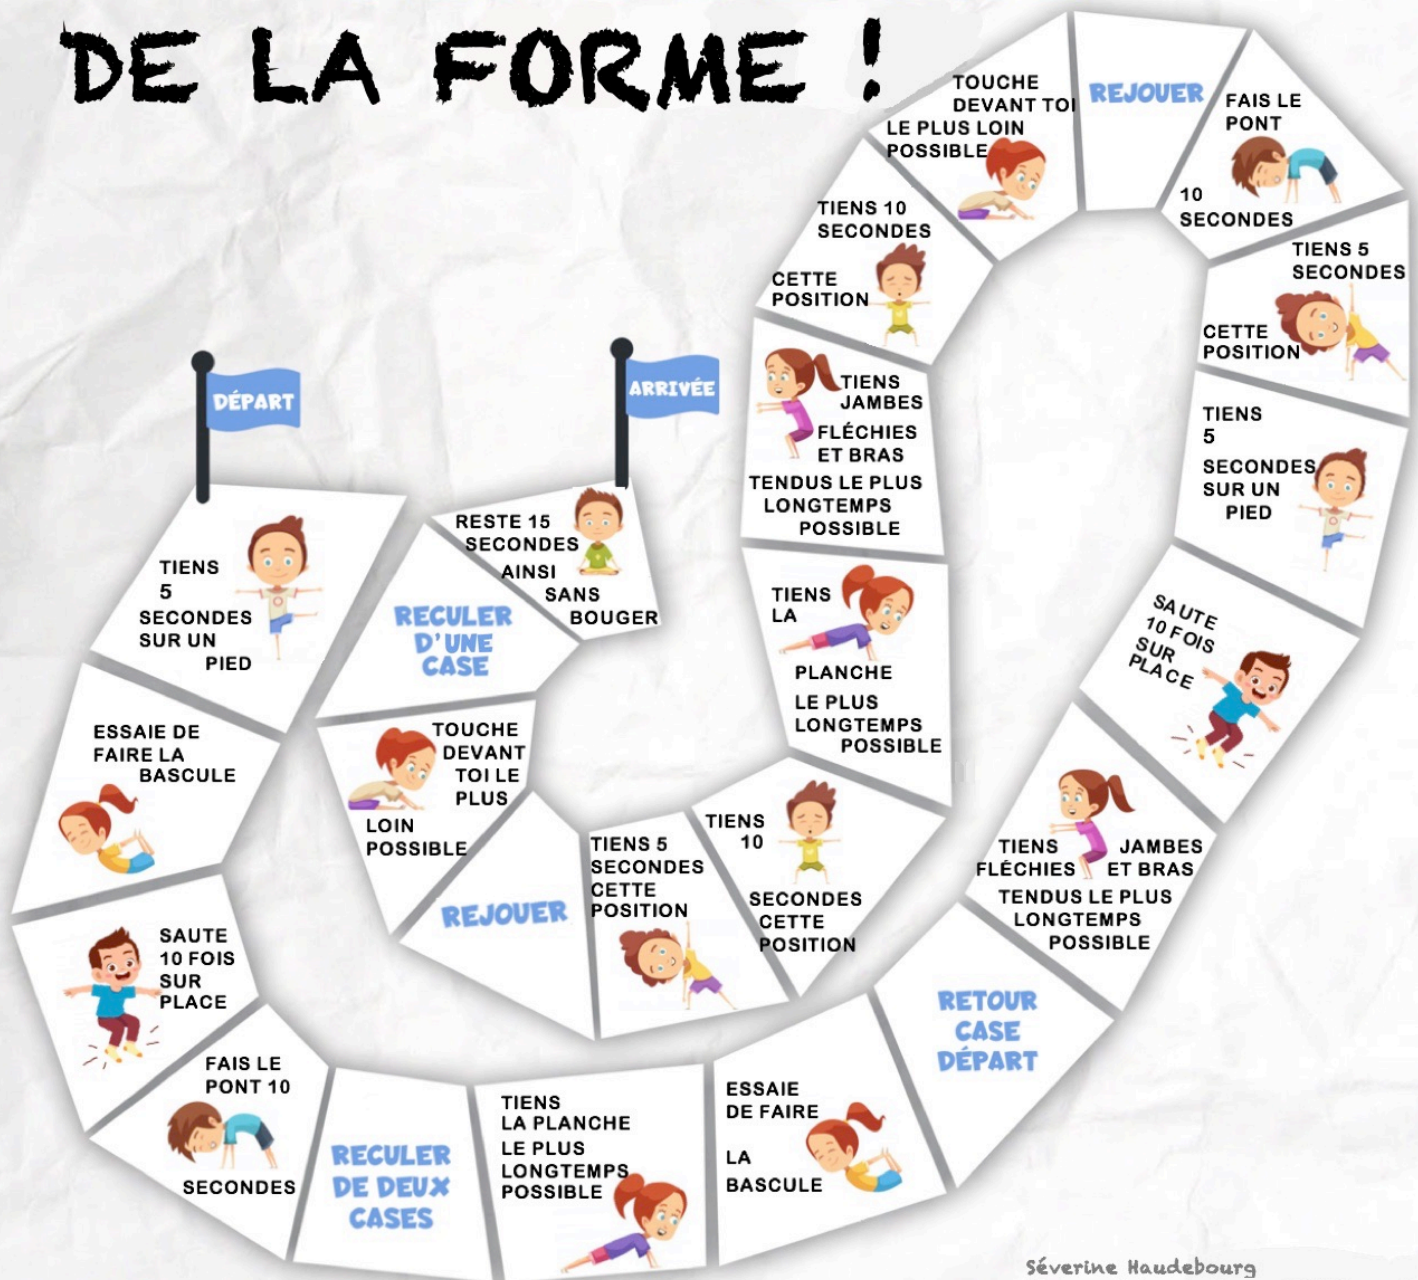 DE LA FORME !
DÉPART
TIENS
5
SECONDES
SUR UN
PIED
ESSAIE DE
FAIRE LA
BASCULE
SAUTE
10 FOIS
SUR
PLACE
FAIS LE
PONT 10
SECONDES
RECULER
DE DEUX
CASES
TIENS
LA PLANCHE
LE PLUS
LONGTEMPS
POSSIBLE
ESSAIE
DE FAIRE
LA
BASCULE
RETOUR
CASE
DÉPART
TIENS JAMBES
FLÉCHIES ET BRAS
TENDUS LE PLUS
LONGTEMPS
POSSIBLE
SAUTE
10 FOIS
SUR
PLACE
TIENS
5
SECONDES
SUR UN
PIED
TIENS 5
SECONDES
CETTE
POSITION
FAIS LE
PONT
10
SECONDES
REJOUER
TOUCHE
DEVANT TOI
LE PLUS LOIN
POSSIBLE
TIENS 10
SECONDES
CETTE
POSITION
TIENS
JAMBES
FLÉCHIES
ET BRAS
TENDUS LE PLUS
LONGTEMPS
POSSIBLE
TIENS
LA
PLANCHE
LE PLUS
LONGTEMPS
POSSIBLE
TIENS
10
SECONDES
CETTE
POSITION
TIENS 5
SECONDES
CETTE
POSITION
REJOUER
TOUCHE
DEVANT
TOI LE
PLUS
LOIN
POSSIBLE
RECULER
D'UNE
CASE
RESTE 15
SECONDES
AINSI
SANS
BOUGER
ARRIVÉE
Séverine Haudebourg